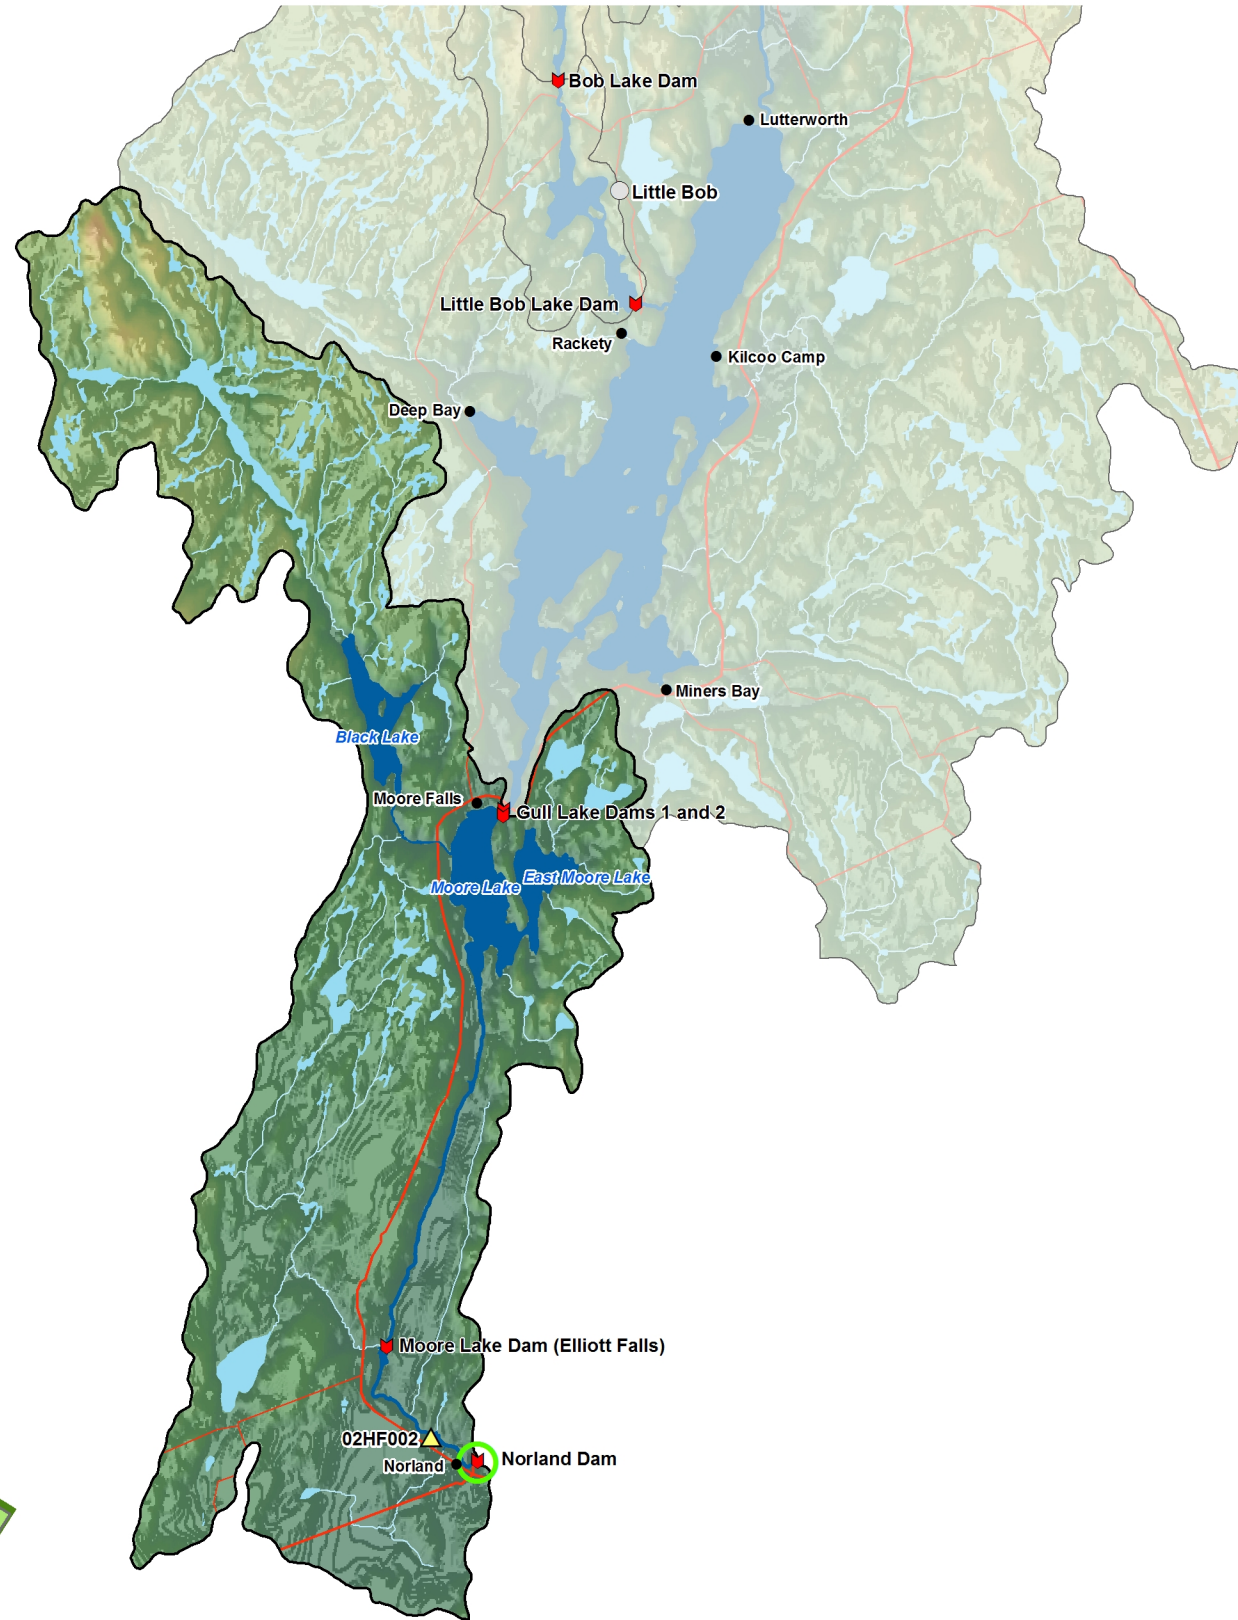 Bob Lake Dam
Lutterworth
Little Bob
Little Bob Lake Dam
Rackety
Kilcoo Camp
Deep Bay
Miners Bay
Black Lake
Moore Falls
Gull Lake Dams 1 and 2
East Moore Lake
Moore Lake
Moore Lake Dam (Elliott Falls)
02HF002
Norland Dam
Norland